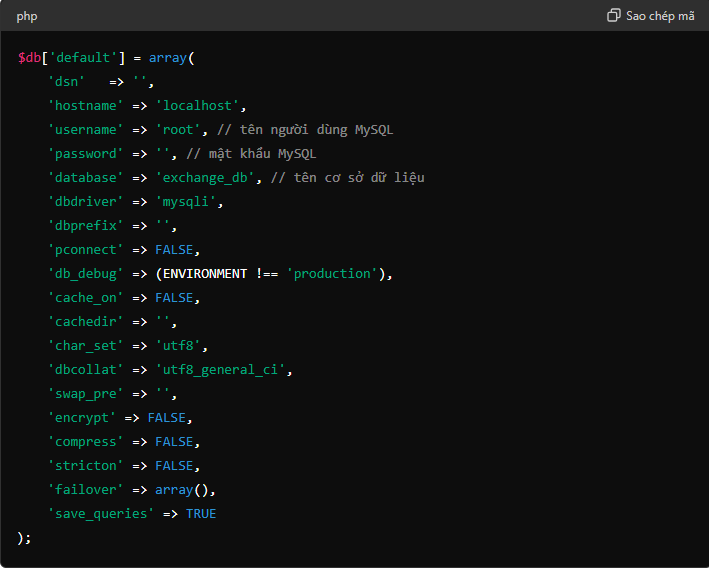 php
Sao chép mã
$db['default'] = array(
    'dsn'   => '',
    'hostname' => 'localhost',
    'username' => 'root', // tên người dùng MySQL
    'password' => '', // mật khẩu MySQL
    'database' => 'exchange_db', // tên cơ sở dữ liệu
    'dbdriver' => 'mysqli',
    'dbprefix' => '',
    'pconnect' => FALSE,
    'db_debug' => (ENVIRONMENT !== 'production'),
    'cache_on' => FALSE,
    'cachedir' => '',
    'char_set' => 'utf8',
    'dbcollat' => 'utf8_general_ci',
    'swap_pre' => '',
    'encrypt' => FALSE,
    'compress' => FALSE,
    'stricton' => FALSE,
    'failover' => array(),
    'save_queries' => TRUE
);